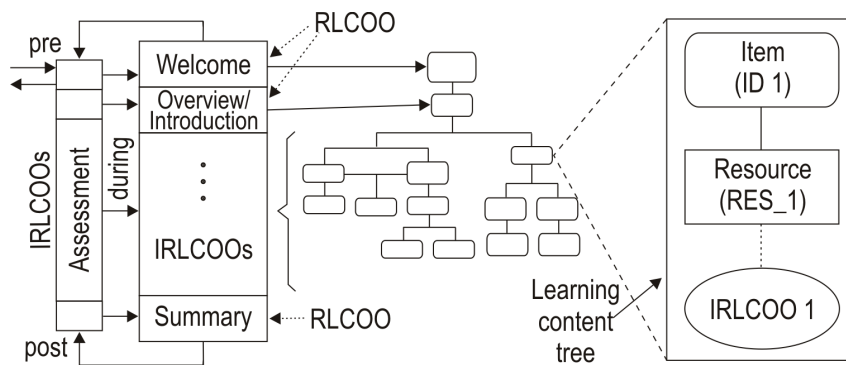 pre
IRLCOOs
Assessment
during
post
Welcome
Overview/
Introduction
IRLCOOs
Summary
RLCOO
RLCOO
Learning
content
tree
Item
(ID 1)
Resource
(RES_1)
IRLCOO 1